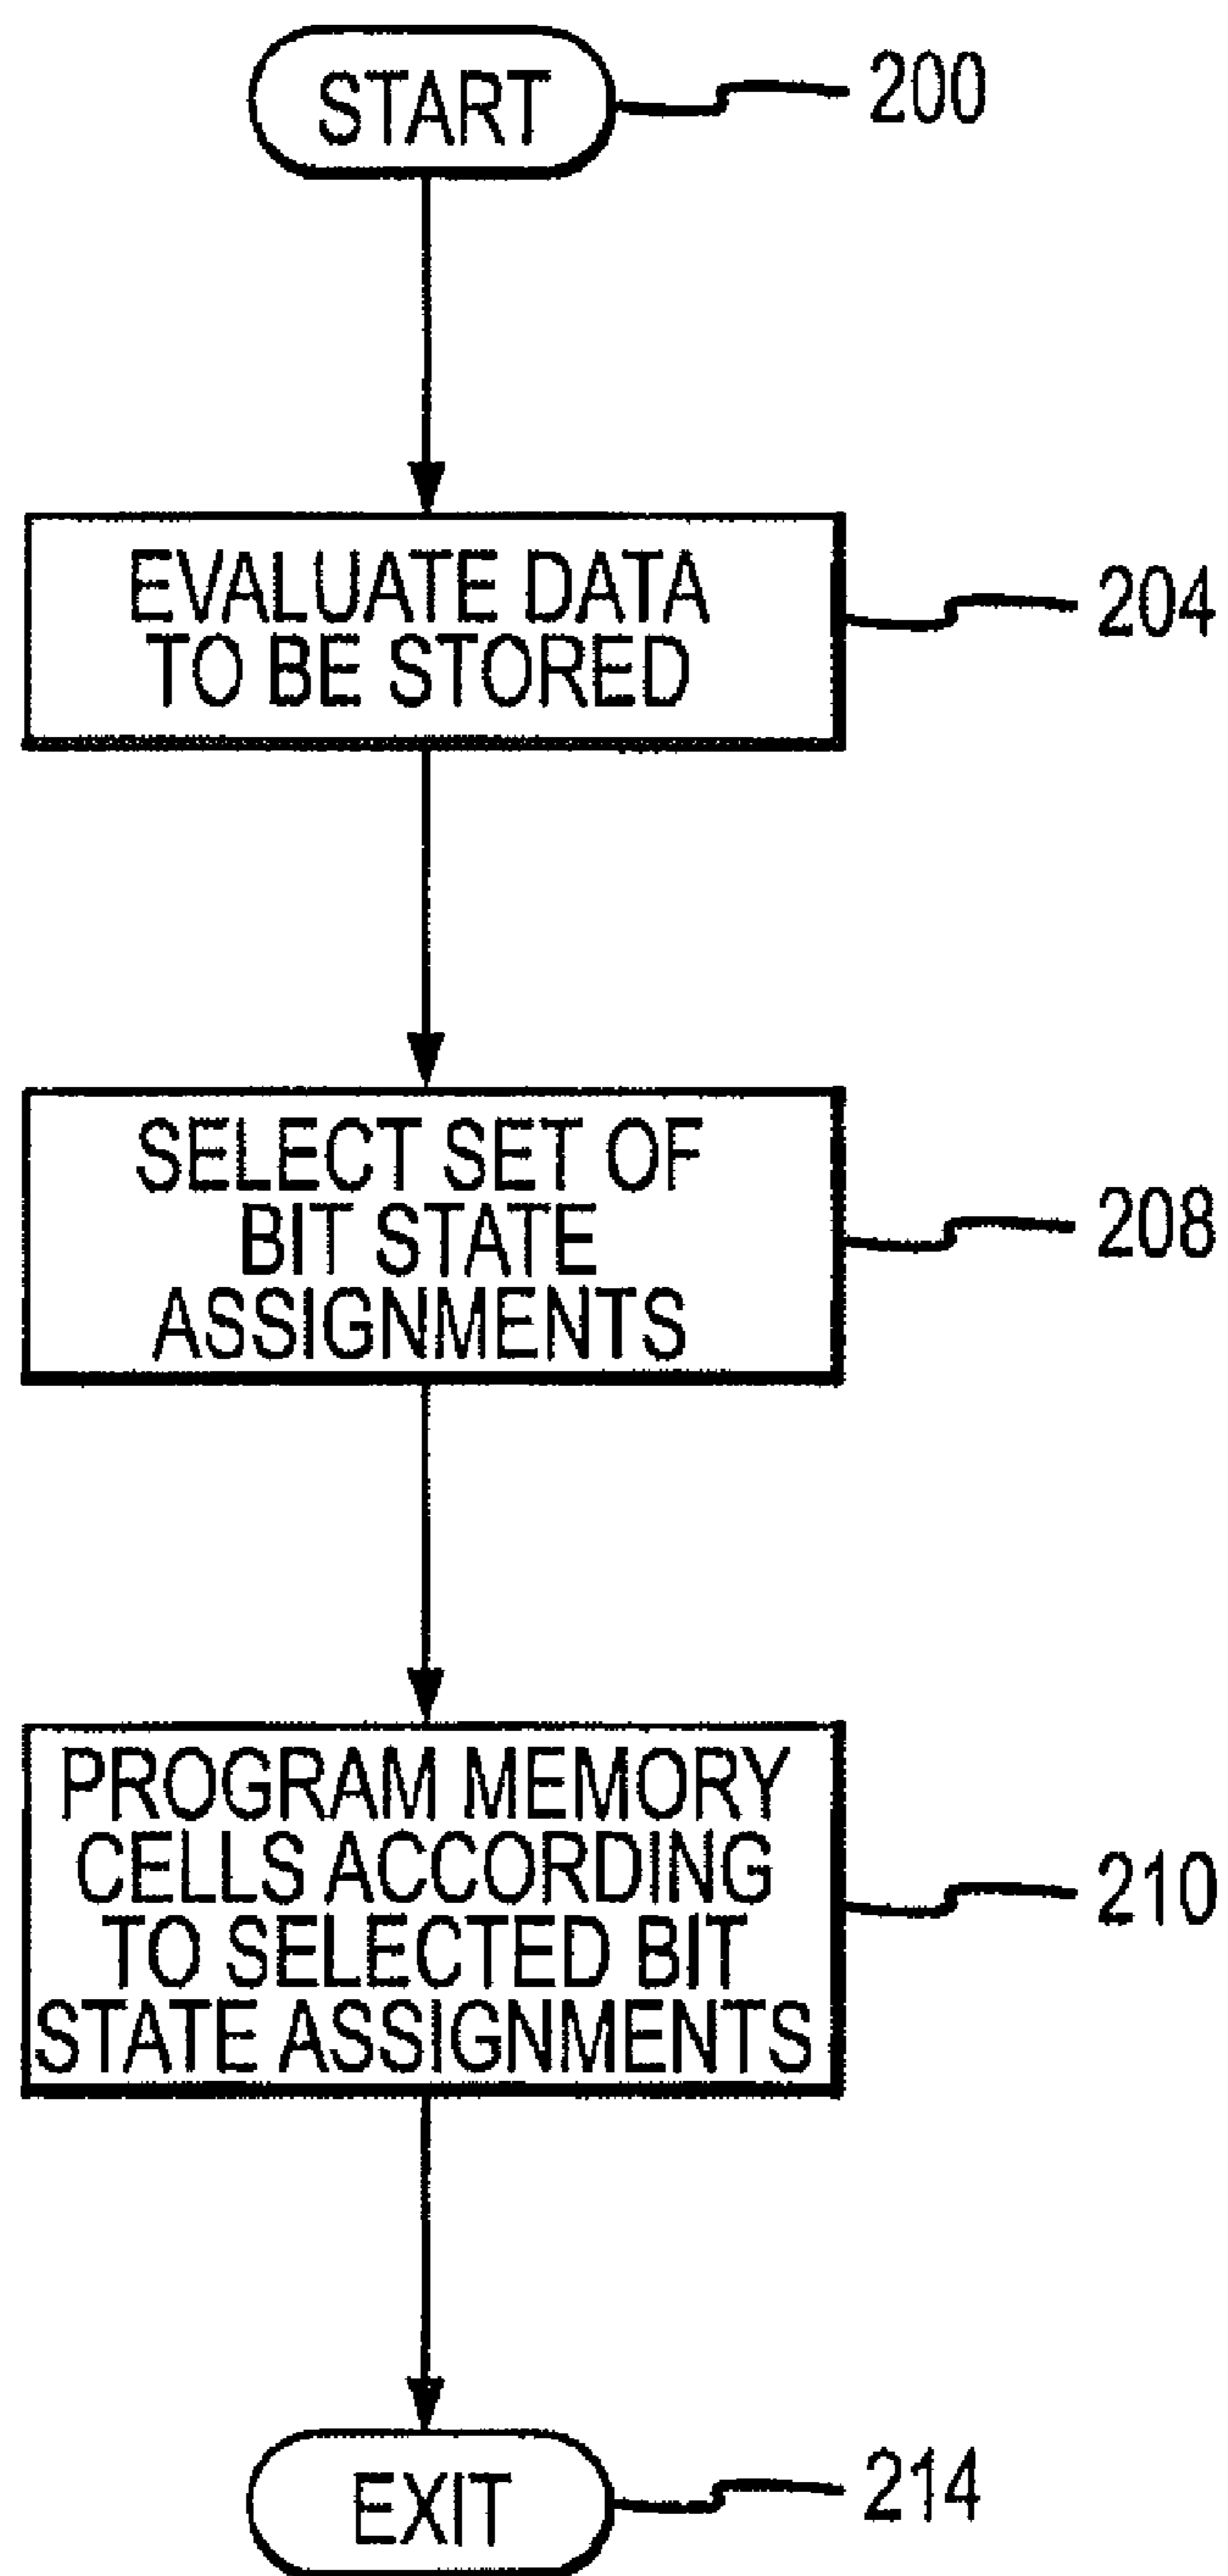 START
200
EVALUATE DATA
TO BE STORED
204
SELECT SET OF
BIT STATE
ASSIGNMENTS
208
PROGRAM MEMORY
CELLS ACCORDING
TO SELECTED BIT
STATE ASSIGNMENTS
210
EXIT
214